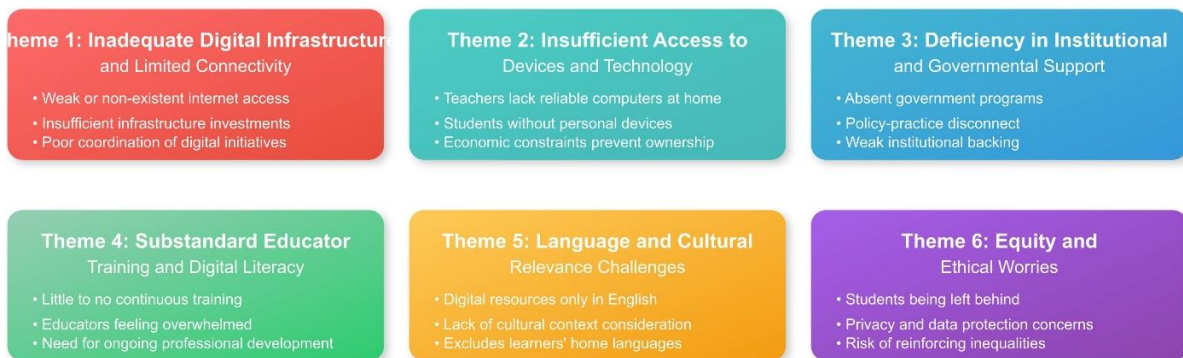 heme 1: Inadequate Digital Infrastructure
and Limited Connectivity
• Weak or non-existent internet access
• Insufficient infrastructure investments
• Poor coordination of digital initiatives
Theme 2: Insufficient Access to
Devices and Technology
• Teachers lack reliable computers at home
• Students without personal devices
• Economic constraints prevent ownership
Theme 3: Deficiency in Institutional
and Governmental Support
• Absent government programs
• Policy-practice disconnect
• Weak institutional backing
Theme 4: Substandard Educator
Training and Digital Literacy
• Little to no continuous training
• Educators feeling overwhelmed
• Need for ongoing professional development
Theme 5: Language and Cultural
Relevance Challenges
• Digital resources only in English
• Lack of cultural context consideration
• Excludes learners' home languages
Theme 6: Equity and
Ethical Worries
• Students being left behind
• Privacy and data protection concerns
• Risk of reinforcing inequalities